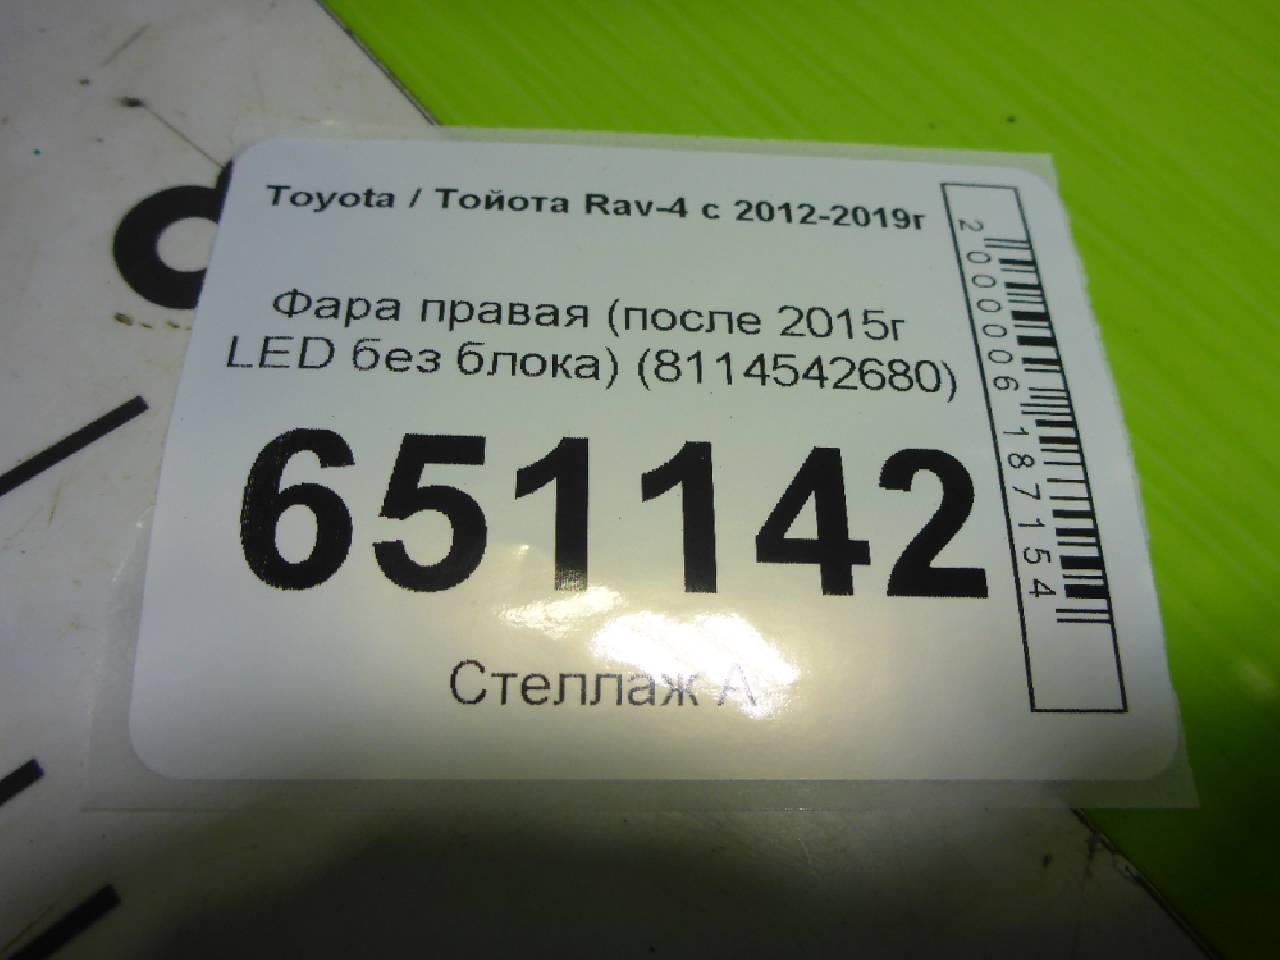 Toyota / Тойота Rav-4 с 2012-2019г
Фара правая (после 2015г
LED без блока) (8114542680)
651142
Стеллаж А
2000006187154